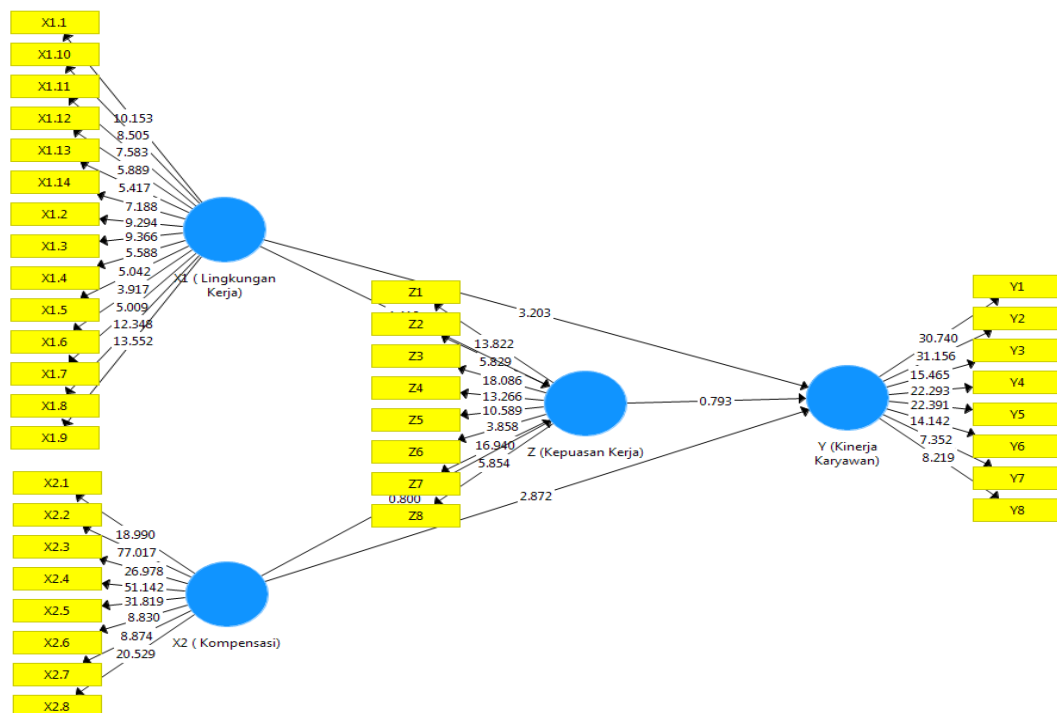 X1.1
X1.10
X1.11
X1.12
X1.13
X1.14
X1.2
X1.3
X1.4
X1.5
X1.6
X1.7
X1.8
X1.9
10.153
8.505
7.583
5.889
5.417
7.188
9.294
9.366
5.588
5.042
3.917
5.009
12.348
13.552
X1 ( Lingkungan
Kerja)
3.203
Z1
Z2
Z3
Z4
Z5
Z6
Z7
Z8
13.822
5.829
18.086
13.266
10.589
3.858
16.940
5.854
Z (Kepuasan Kerja)
0.793
0.800
2.872
Y (Kinerja
Karyawan)
30.740
31.156
15.465
22.293
22.391
14.142
7.352
8.219
Y1
Y2
Y3
Y4
Y5
Y6
Y7
Y8
X2.1
X2.2
X2.3
X2.4
X2.5
X2.6
X2.7
X2.8
18.990
77.017
26.978
51.142
31.819
8.830
8.874
20.529
X2 ( Kompensasi)